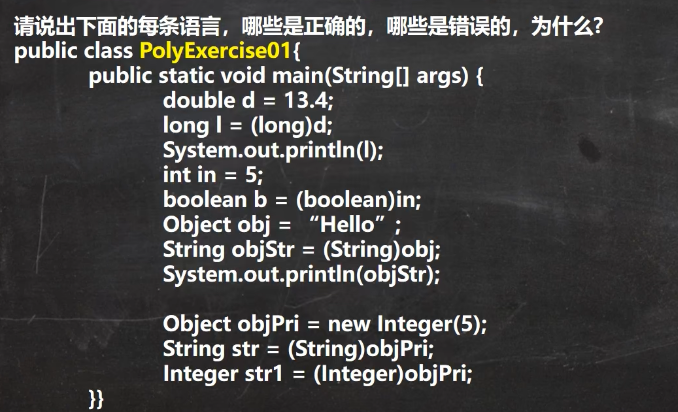 请说出下面的每条语言，哪些是正确的，哪些是错误的，为什么?
public class PolyExercise01{
public static void main(String[] args) {
double d = 13.4;
long l = (long)d;
System.out.println(l);
int in = 5;
boolean b = (boolean)in;
Object obj = “Hello”;
String objStr = (String)obj;
System.out.println(objStr);
Object objPri = new Integer(5);
String str = (String)objPri;
Integer str1 = (Integer)objPri;
}}